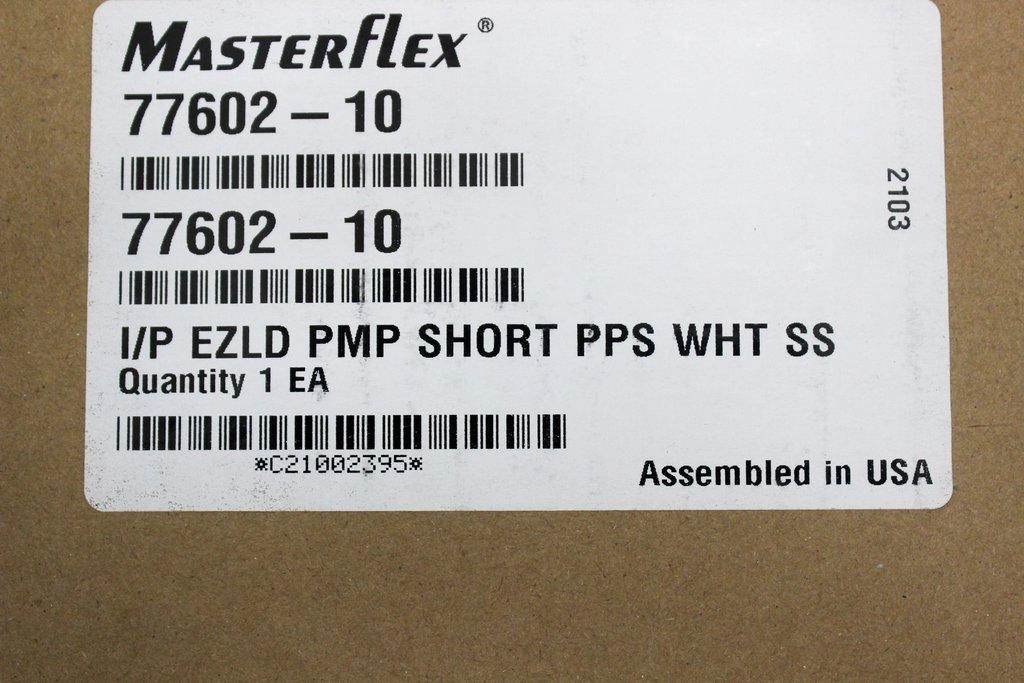 MASTERFLEX®
77602 – 10
77602 – 10
I/P EZLD PMP SHORT PPS WHT SS
Quantity 1 EA
*C21002395*
Assembled in USA
2103